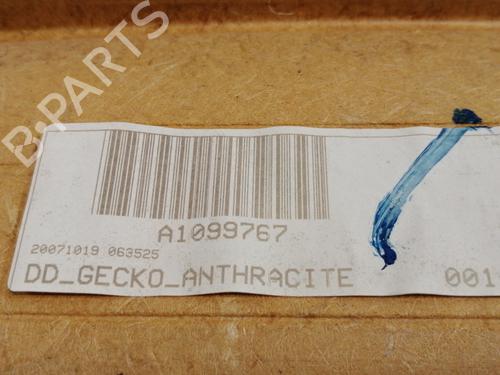 B-PARTS
A1099767
20071019 063525
DD_GECKO_ANTHRACITE 001